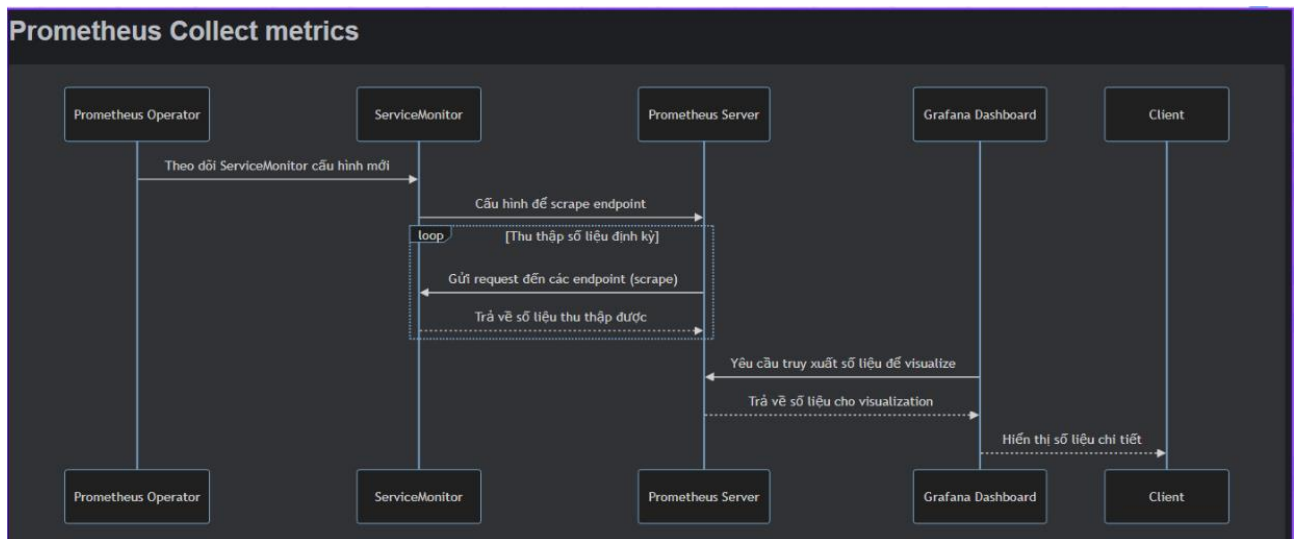 Prometheus Collect metrics
Prometheus Operator
ServiceMonitor
Prometheus Server
Grafana Dashboard
Client
Theo dõi ServiceMonitor cấu hình mới
Cấu hình để scrape endpoint
loop
[Thu thập số liệu định kỳ]
Gửi request đến các endpoint (scrape)
Trả về số liệu thu thập được
Yêu cầu truy xuất số liệu để visualize
Trả về số liệu cho visualization
Hiển thị số liệu chi tiết
Prometheus Operator
ServiceMonitor
Prometheus Server
Grafana Dashboard
Client